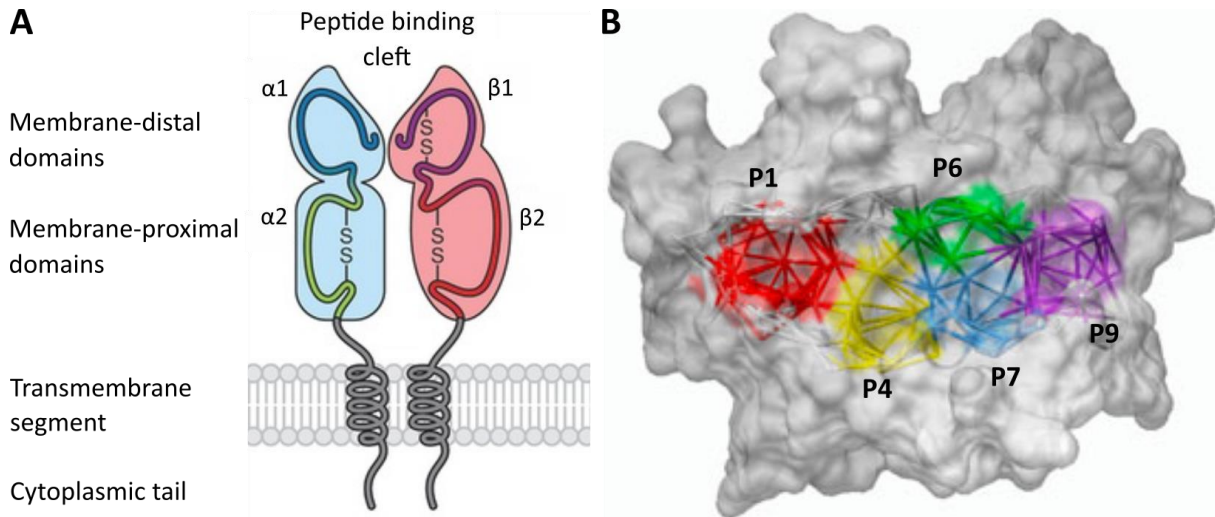 A
Peptide binding
cleft
α1
β1
S
S
Membrane-distal
domains
α2
β2
Membrane-proximal
domains
S
S
S
S
Transmembrane
segment
Cytoplasmic tail
B
P1
P6
P9
P7
P4